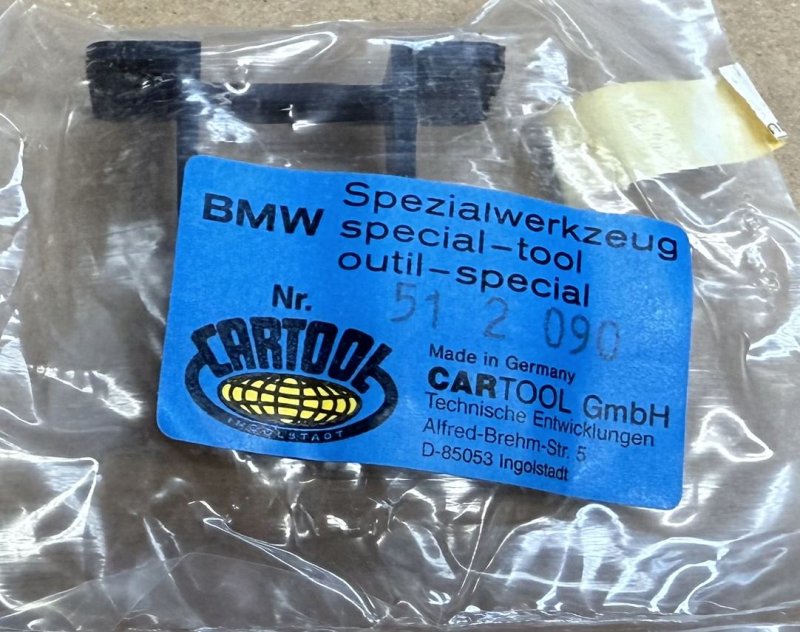 BMW Spezialwerkzeug
special-tool
outil-special
Nr. 51 2 090
CARTOOL
INGOLSTADT
Made in Germany
CARTOOL GmbH
Technische Entwicklungen
Alfred-Brehm-Str. 5
D-85053 Ingolstadt